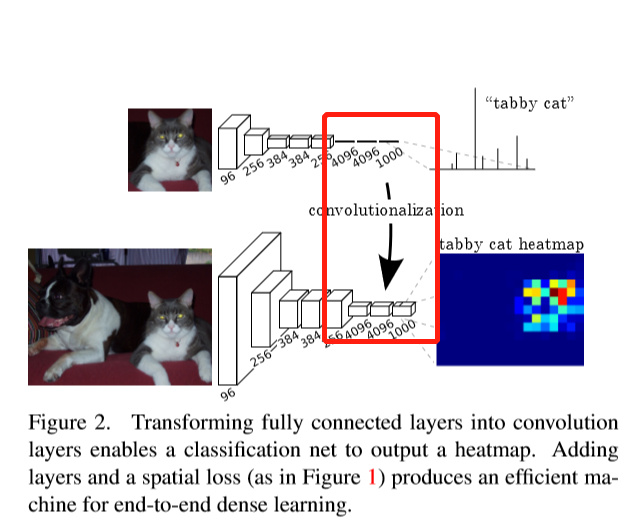 "tabby cat"
96
256
384
384
256
4096
4096
1000
convolutionalization
tabby cat heatmap
96
256
384
384
256
4096
4096
1000
Figure 2. Transforming fully connected layers into convolution
layers enables a classification net to output a heatmap. Adding
layers and a spatial loss (as in Figure 1) produces an efficient ma-
chine for end-to-end dense learning.